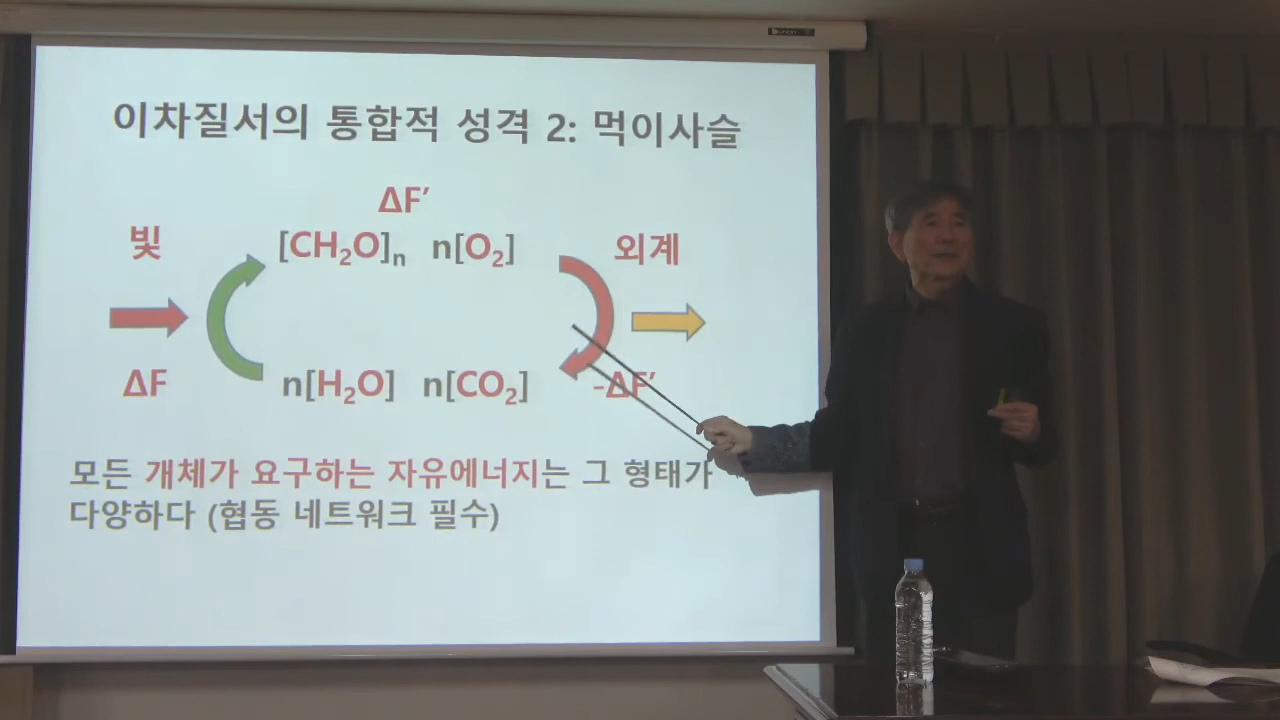 이차질서의 통합적 성격 2: 먹이사슬
ΔF′
빛 [CH₂O]ₙ n[O₂] 외계
ΔF n[H₂O] n[CO₂] -ΔF′
모든 개체가 요구하는 자유에너지는 그 형태가
다양하다 (협동 네트워크 필수)